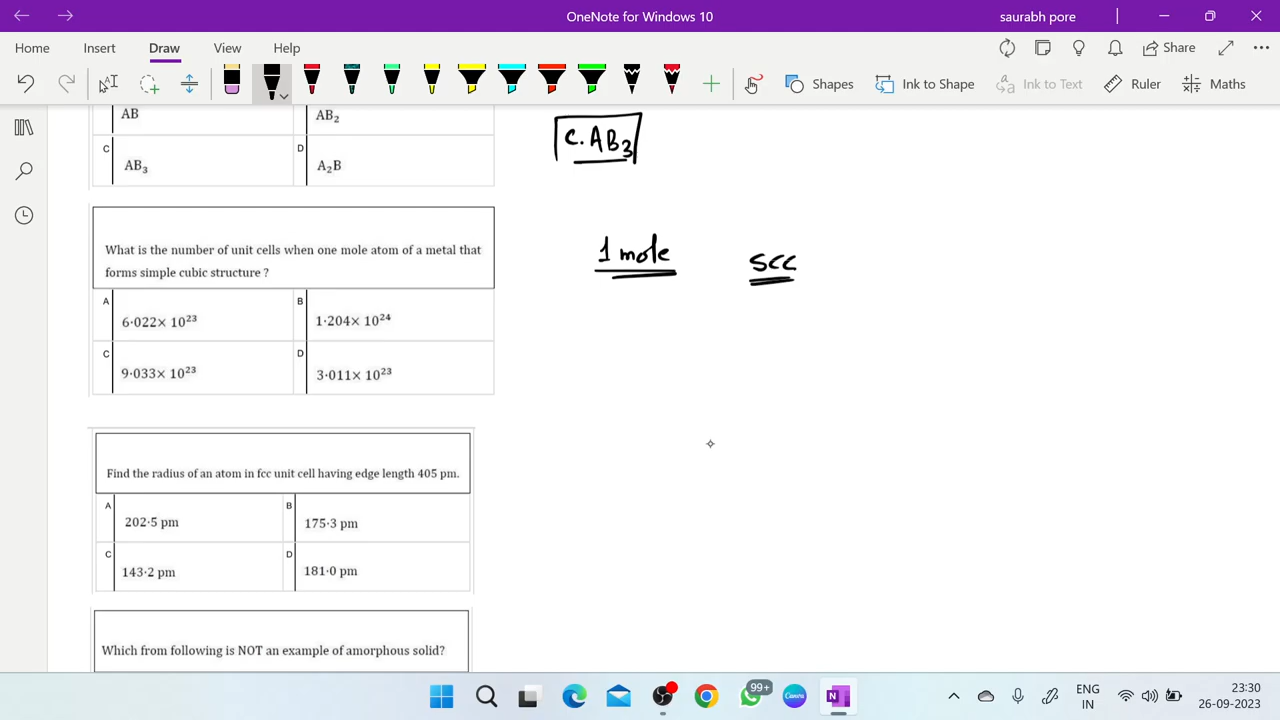 OneNote for Windows 10
saurabh pore
Home Insert Draw View Help
Share
Shapes Ink to Shape Ink to Text Ruler Maths
AB AB₂
C D
AB₃ A₂B
C. AB₃
What is the number of unit cells when one mole atom of a metal that
forms simple cubic structure ?
A B
6·022× 10²³ 1·204× 10²⁴
C D
9·033× 10²³ 3·011× 10²³
1 mole SCC
Find the radius of an atom in fcc unit cell having edge length 405 pm.
A B
202·5 pm 175·3 pm
C D
143·2 pm 181·0 pm
Which from following is NOT an example of amorphous solid?
99+
Canva
ENG
IN
23:30
26-09-2023